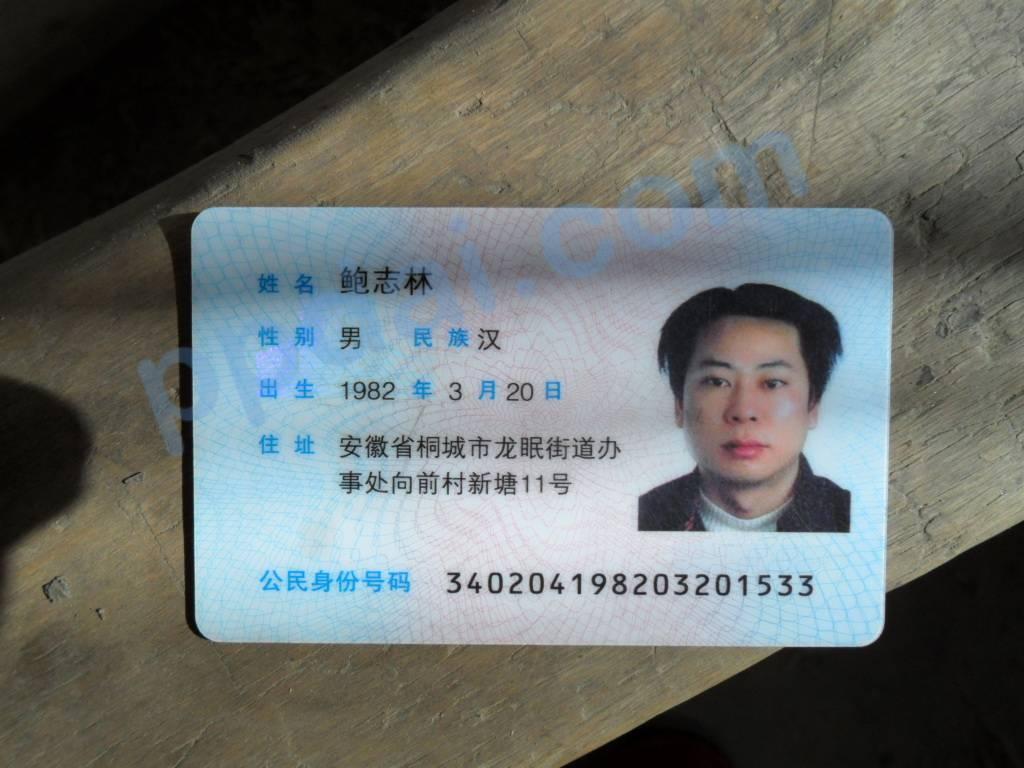 姓名 鲍志林
性别 男 民族 汉
出生 1982 年 3 月 20 日
住址 安徽省桐城市龙眠街道办
事处向前村新塘11号
公民身份号码 340204198203201533